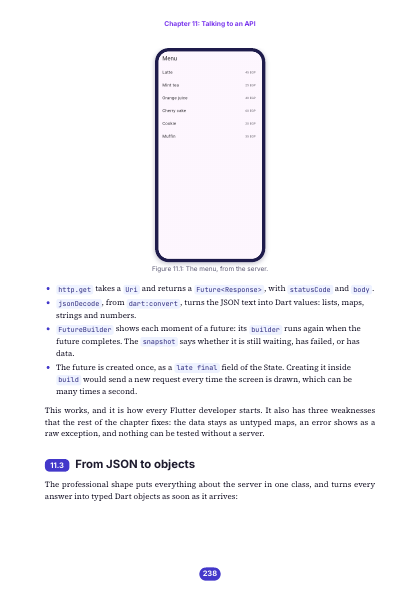 Chapter 11: Talking to an API
Menu
Latte
Mint tea
Orange juice
Cherry cake
Cookie
Muffin
Figure 11.1: The menu, from the server.
• http.get takes a Uri and returns a Future<Response>, with statusCode and body.
• jsonDecode, from dart:convert, turns the JSON text into Dart values: lists, maps,
strings and numbers.
• FutureBuilder shows each moment of a future: its builder runs again when the
future completes. The snapshot says whether it is still waiting, has failed, or has
data.
• The future is created once, as a late final field of the State. Creating it inside
build would send a new request every time the screen is drawn, which can be
many times a second.
This works, and it is how every Flutter developer starts. It also has three weaknesses
that the rest of the chapter fixes: the data stays as untyped maps, an error shows as a
raw exception, and nothing can be tested without a server.
11.3 From JSON to objects
The professional shape puts everything about the server in one class, and turns every
answer into typed Dart objects as soon as it arrives:
238